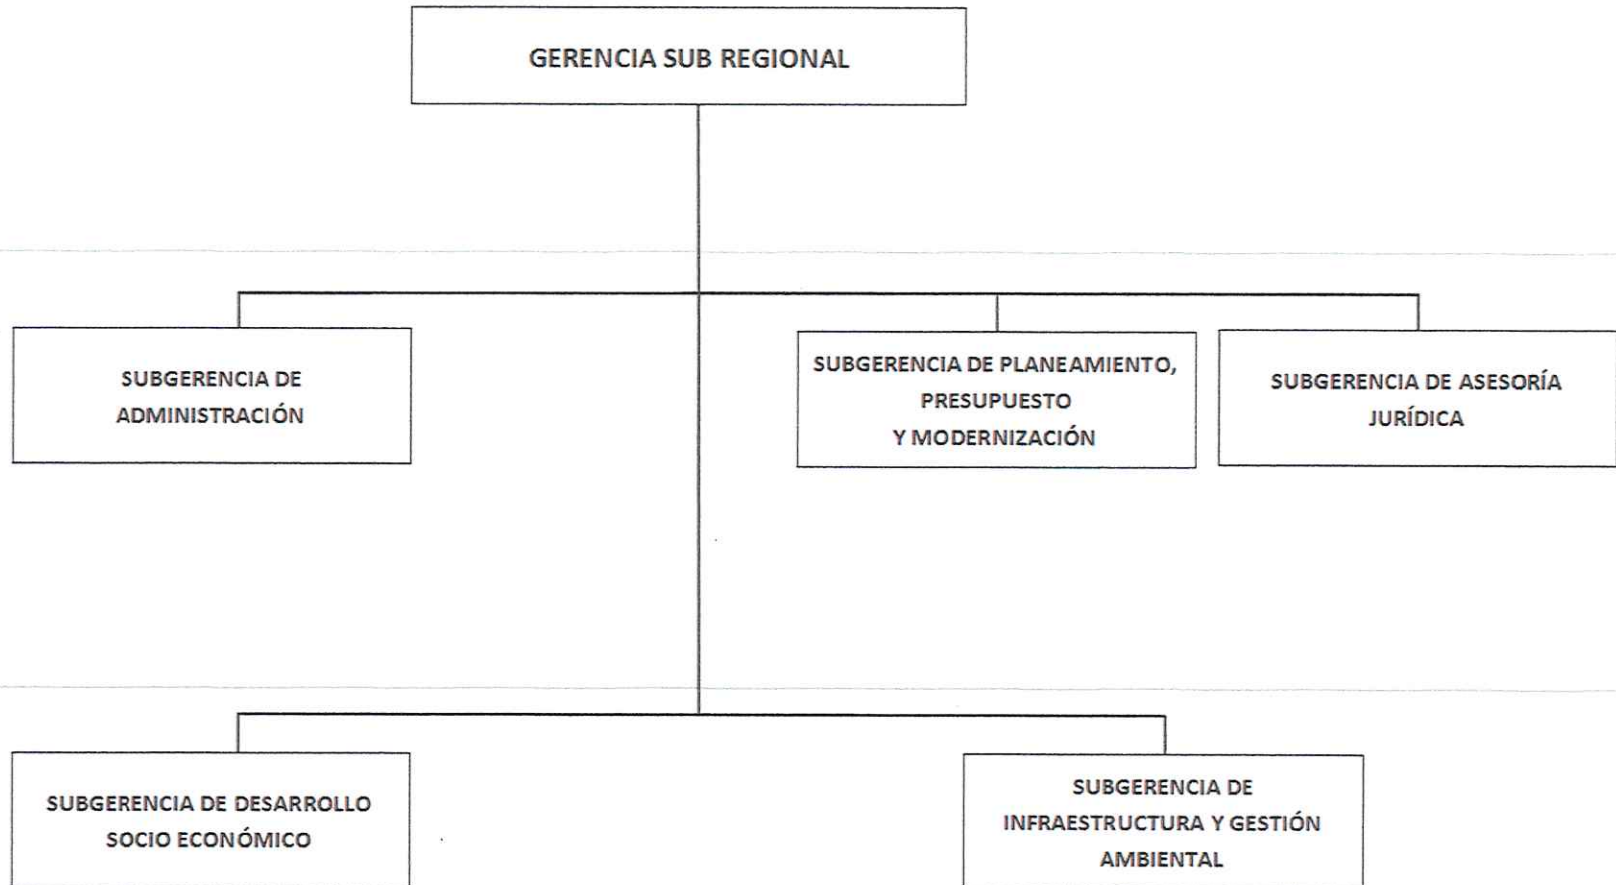 GERENCIA SUB REGIONAL
SUBGERENCIA DE
ADMINISTRACIÓN
SUBGERENCIA DE PLANEAMIENTO,
PRESUPUESTO
Y MODERNIZACIÓN
SUBGERENCIA DE ASESORÍA
JURÍDICA
SUBGERENCIA DE DESARROLLO
SOCIO ECONÓMICO
SUBGERENCIA DE
INFRAESTRUCTURA Y GESTIÓN
AMBIENTAL